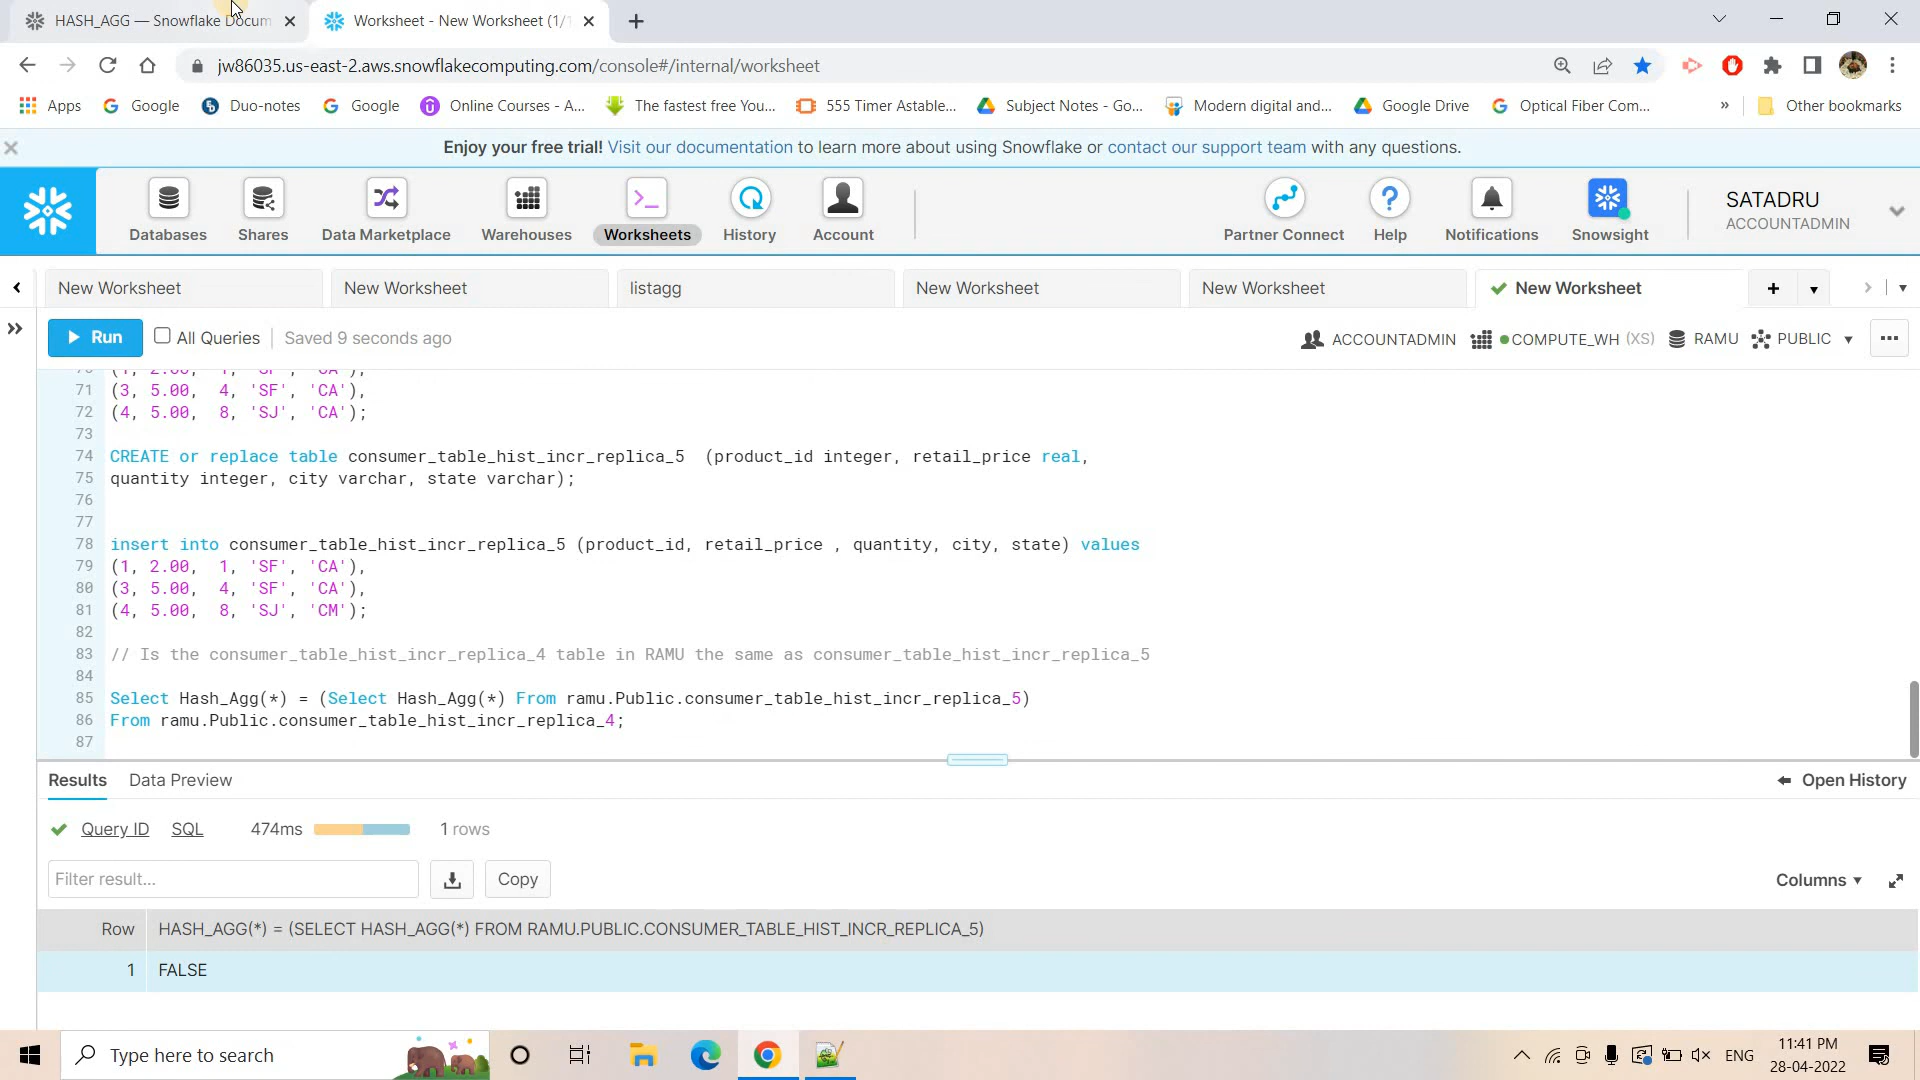 HASH_AGG — Snowflake Docum
Worksheet - New Worksheet (1/1
jw86035.us-east-2.aws.snowflakecomputing.com/console#/internal/worksheet
Apps
Google
Duo-notes
Google
Online Courses - A...
The fastest free You...
555 Timer Astable...
Subject Notes - Go...
Modern digital and...
Google Drive
Optical Fiber Com...
»
Other bookmarks
Enjoy your free trial! Visit our documentation to learn more about using Snowflake or contact our support team with any questions.
Databases
Shares
Data Marketplace
Warehouses
Worksheets
History
Account
Partner Connect
Help
Notifications
Snowsight
SATADRU
ACCOUNTADMIN
New Worksheet
New Worksheet
listagg
New Worksheet
New Worksheet
New Worksheet
Run
All Queries
Saved 9 seconds ago
ACCOUNTADMIN
COMPUTE_WH (XS)
RAMU
PUBLIC
70 (1, 2.00, 1, 'SF', 'CA'),
71 (3, 5.00, 4, 'SF', 'CA'),
72 (4, 5.00, 8, 'SJ', 'CA');
73
74 CREATE or replace table consumer_table_hist_incr_replica_5 (product_id integer, retail_price real,
75 quantity integer, city varchar, state varchar);
76
77
78 insert into consumer_table_hist_incr_replica_5 (product_id, retail_price , quantity, city, state) values
79 (1, 2.00, 1, 'SF', 'CA'),
80 (3, 5.00, 4, 'SF', 'CA'),
81 (4, 5.00, 8, 'SJ', 'CM');
82
83 // Is the consumer_table_hist_incr_replica_4 table in RAMU the same as consumer_table_hist_incr_replica_5
84
85 Select Hash_Agg(*) = (Select Hash_Agg(*) From ramu.Public.consumer_table_hist_incr_replica_5)
86 From ramu.Public.consumer_table_hist_incr_replica_4;
87
Results
Data Preview
Open History
Query ID
SQL
474ms
1 rows
Filter result...
Copy
Columns
Row HASH_AGG(*) = (SELECT HASH_AGG(*) FROM RAMU.PUBLIC.CONSUMER_TABLE_HIST_INCR_REPLICA_5)
1 FALSE
Type here to search
ENG
11:41 PM
28-04-2022